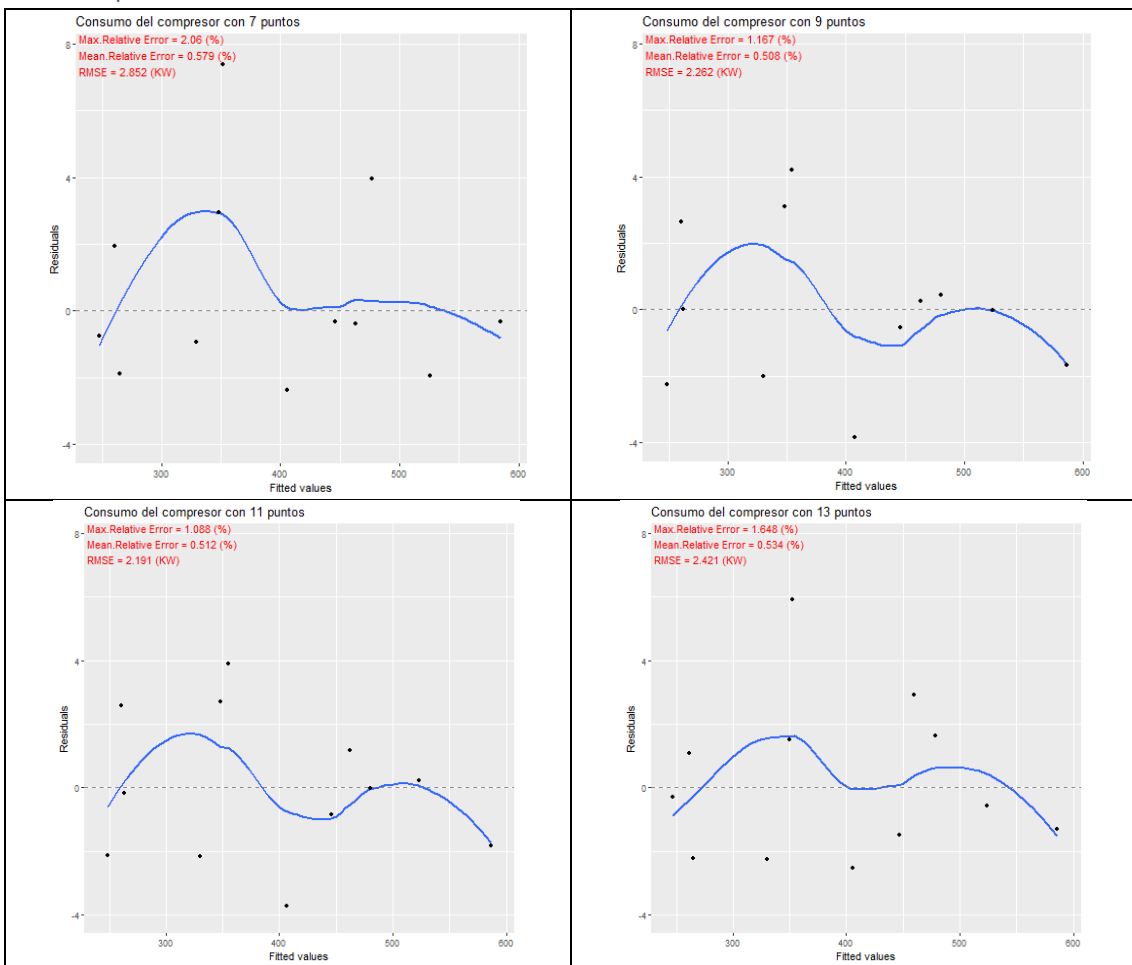 Consumo del compresor con 7 puntos
Max.Relative Error = 2.06 (%)
Mean.Relative Error = 0.579 (%)
RMSE = 2.852 (KW)
8
4
0
-4
Residuals
300 400 500 600
Fitted values
Consumo del compresor con 9 puntos
Max.Relative Error = 1.167 (%)
Mean.Relative Error = 0.508 (%)
RMSE = 2.262 (KW)
8
4
0
-4
Residuals
300 400 500 600
Fitted values
Consumo del compresor con 11 puntos
Max.Relative Error = 1.088 (%)
Mean.Relative Error = 0.512 (%)
RMSE = 2.191 (KW)
8
4
0
-4
Residuals
300 400 500 600
Fitted values
Consumo del compresor con 13 puntos
Max.Relative Error = 1.648 (%)
Mean.Relative Error = 0.534 (%)
RMSE = 2.421 (KW)
8
4
0
-4
Residuals
300 400 500 600
Fitted values